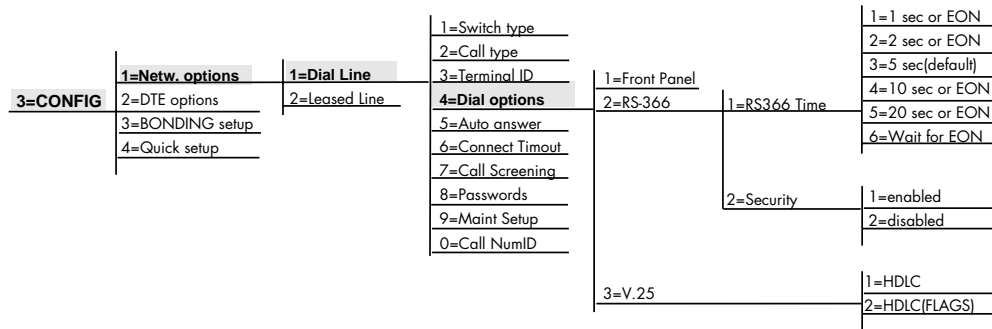 3=CONFIG
1=Netw. options
2=DTE options
3=BONDING setup
4=Quick setup
1=Dial Line
2=Leased Line
1=Switch type
2=Call type
3=Terminal ID
4=Dial options
5=Auto answer
6=Connect Timout
7=Call Screening
8=Passwords
9=Maint Setup
0=Call NumID
1=Front Panel
2=RS-366
3=V.25
1=RS366 Time
2=Security
1=1 sec or EON
2=2 sec or EON
3=5 sec(default)
4=10 sec or EON
5=20 sec or EON
6=Wait for EON
1=enabled
2=disabled
1=HDLC
2=HDLC(FLAGS)